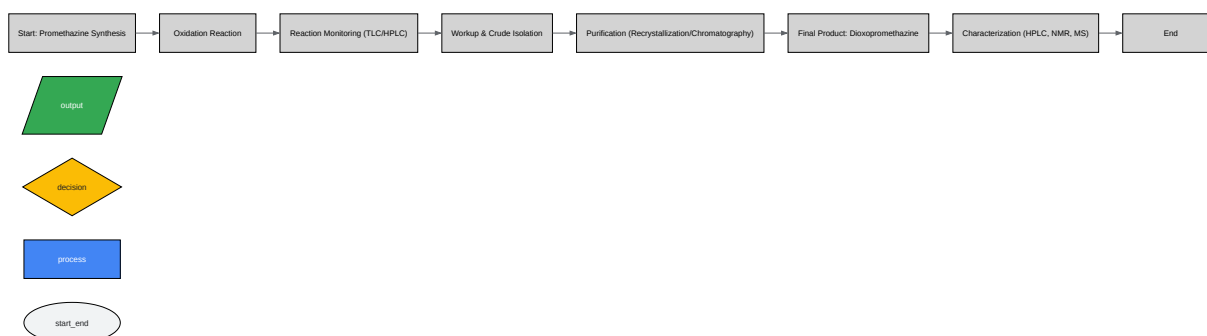 Start: Promethazine Synthesis
Oxidation Reaction
Reaction Monitoring (TLC/HPLC)
Workup & Crude Isolation
Purification (Recrystallization/Chromatography)
Final Product: Dioxopromethazine
Characterization (HPLC, NMR, MS)
End
output
decision
process
start_end